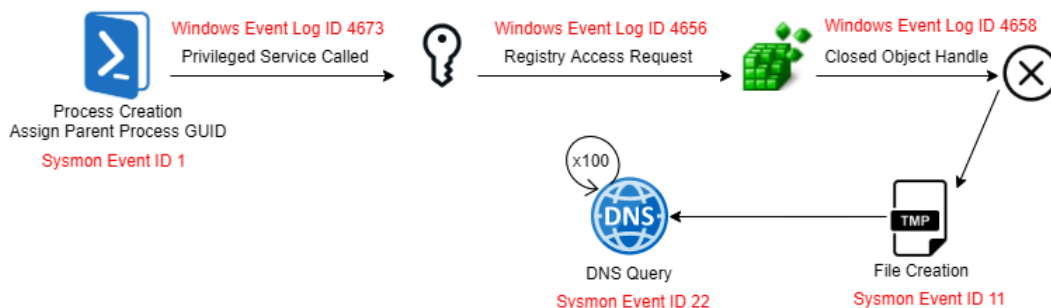 Windows Event Log ID 4673
Privileged Service Called
Windows Event Log ID 4656
Registry Access Request
Windows Event Log ID 4658
Closed Object Handle
Process Creation
Assign Parent Process GUID
Sysmon Event ID 1
x100
DNS
DNS Query
Sysmon Event ID 22
TMP
File Creation
Sysmon Event ID 11